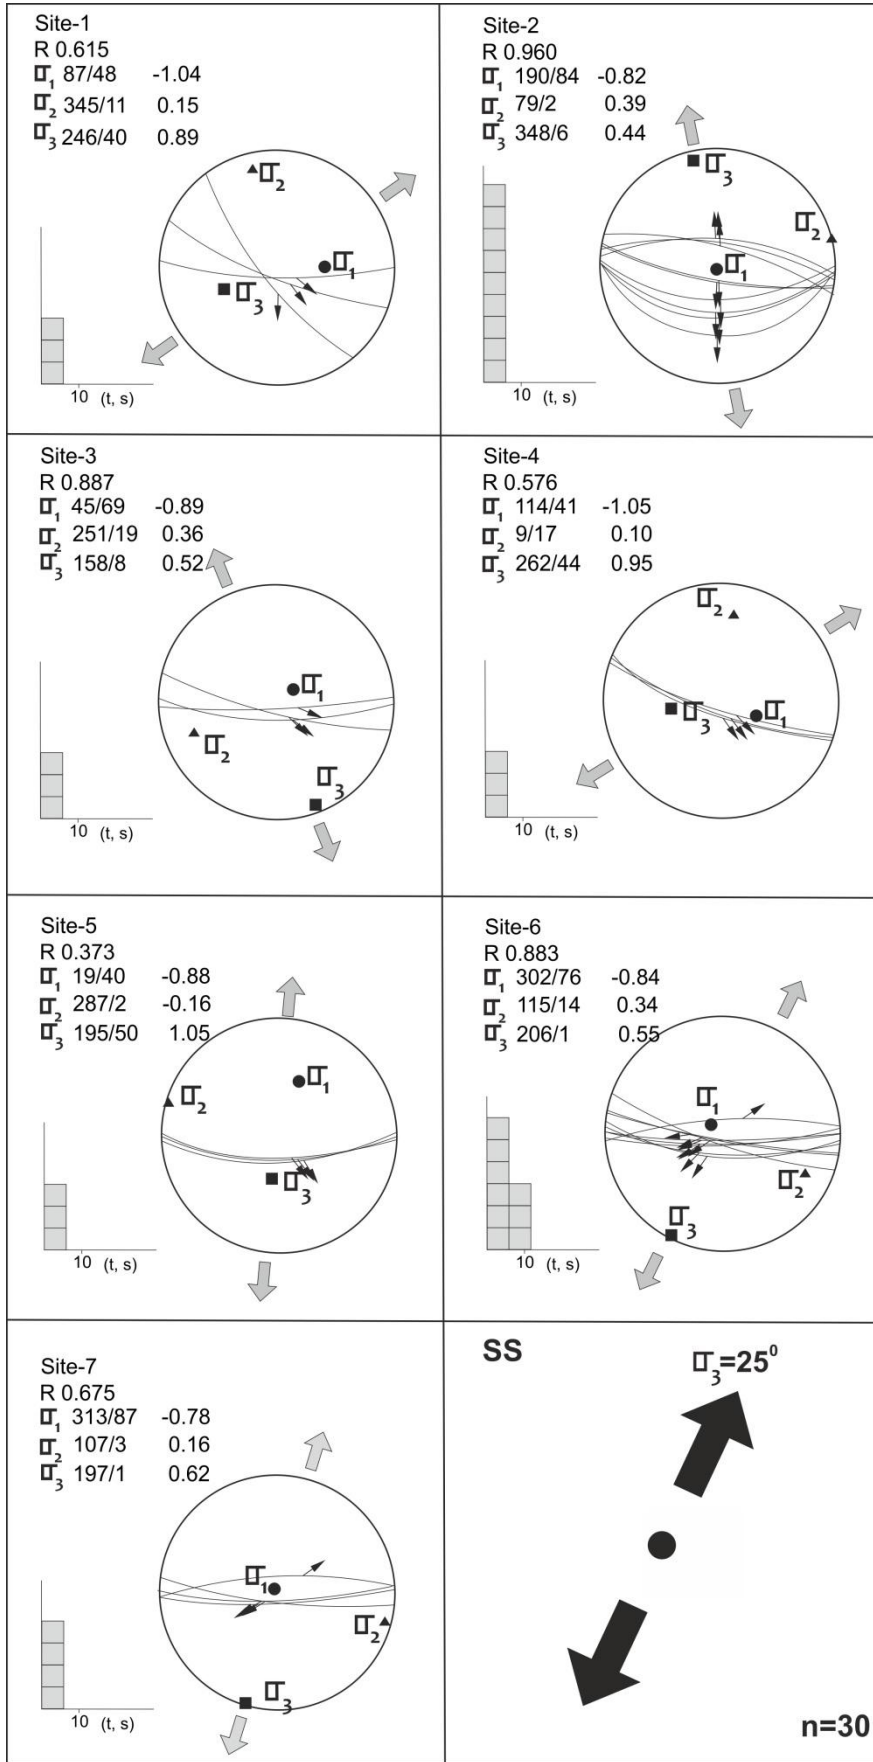 Site-1
R 0.615
σ1 87/48 -1.04
σ2 345/11 0.15
σ3 246/40 0.89
σ2
σ1
σ3
10 (t, s)
Site-2
R 0.960
σ1 190/84 -0.82
σ2 79/2 0.39
σ3 348/6 0.44
σ3
σ2
σ1
10 (t, s)
Site-3
R 0.887
σ1 45/69 -0.89
σ2 251/19 0.36
σ3 158/8 0.52
σ1
σ2
σ3
10 (t, s)
Site-4
R 0.576
σ1 114/41 -1.05
σ2 9/17 0.10
σ3 262/44 0.95
σ2
σ3
σ1
10 (t, s)
Site-5
R 0.373
σ1 19/40 -0.88
σ2 287/2 -0.16
σ3 195/50 1.05
σ1
σ2
σ3
10 (t, s)
Site-6
R 0.883
σ1 302/76 -0.84
σ2 115/14 0.34
σ3 206/1 0.55
σ1
σ2
σ3
10 (t, s)
Site-7
R 0.675
σ1 313/87 -0.78
σ2 107/3 0.16
σ3 197/1 0.62
σ1
σ2
σ3
10 (t, s)
SS
σ3=25⁰
n=30